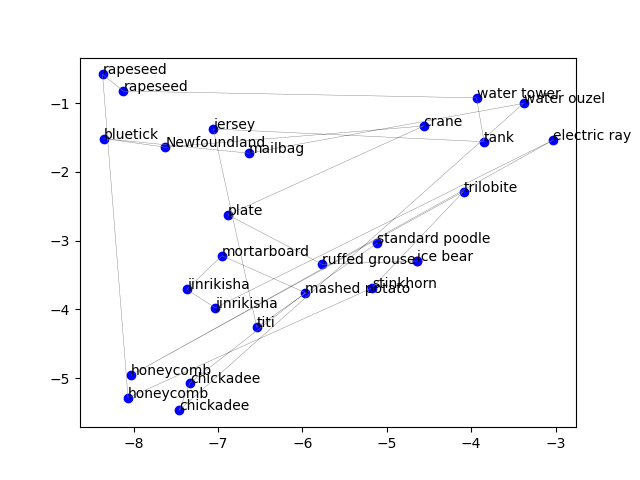 rapeseed
rapeseed
water tower
water ouzel
−1
crane
jersey
bluetick
Newfoundland
mailbag
tank
electric ray
−2
trilobite
plate
−3
standard poodle
mortarboard
ruffed grouse
ice bear
jinrikisha
mashed potato
stinkhorn
jinrikisha
−4
titi
honeycomb
chickadee
−5
honeycomb
chickadee
−8 −7 −6 −5 −4 −3